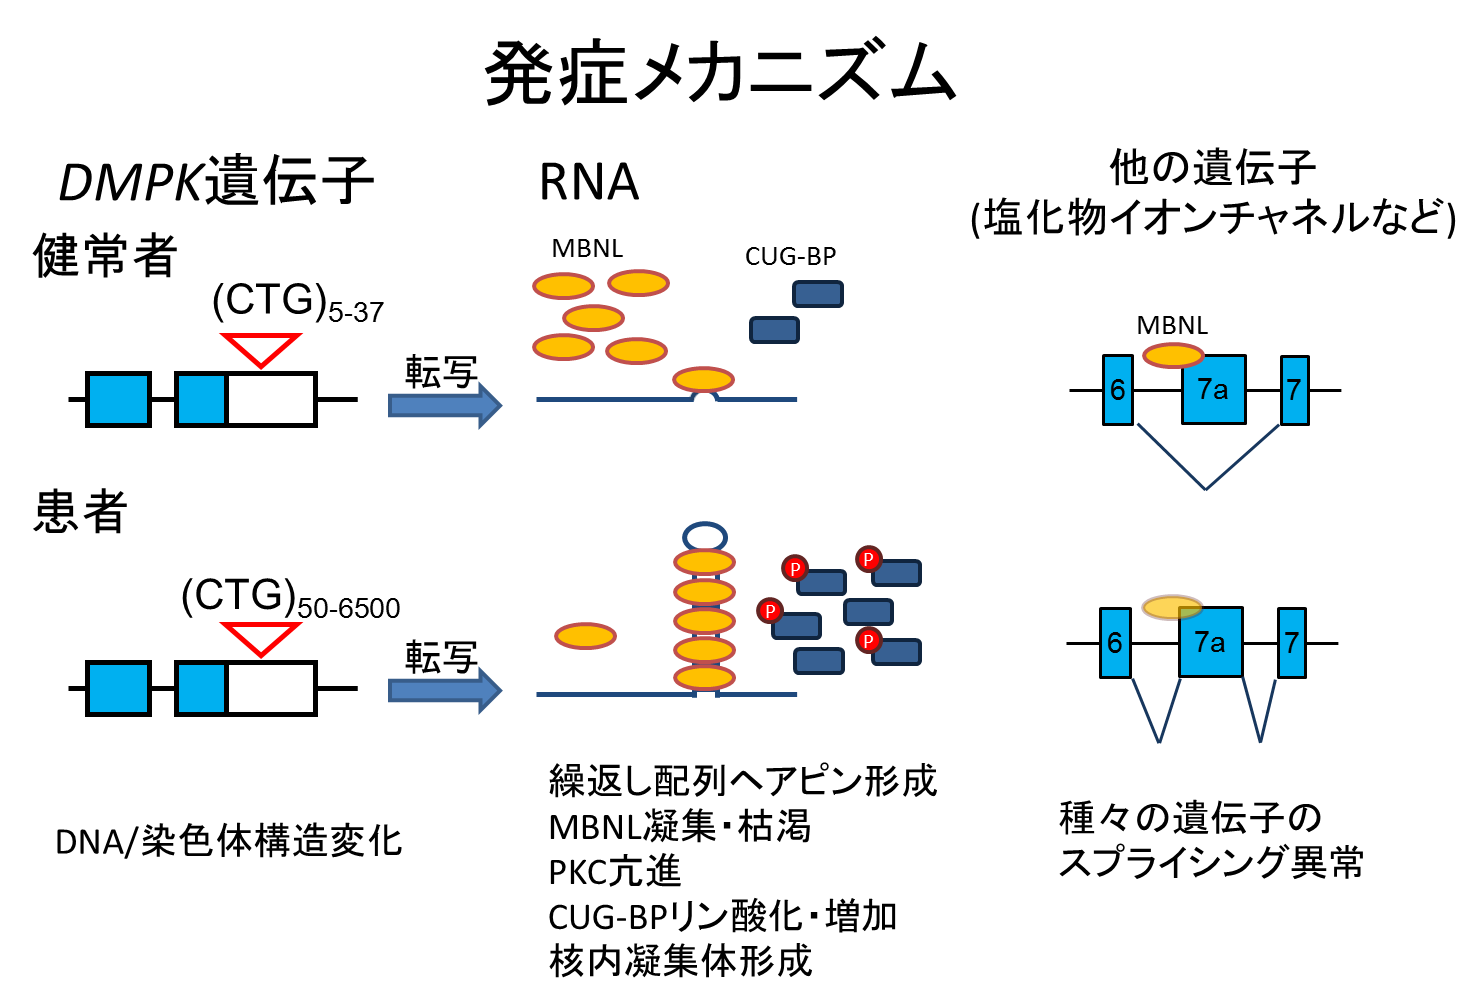 発症メカニズム
DMPK遺伝子
RNA
他の遺伝子
(塩化物イオンチャネルなど)
健常者
(CTG)5-37
転写
MBNL
CUG-BP
MBNL
6
7a
7
患者
(CTG)50-6500
転写
P
P
P
P
6
7a
7
DNA/染色体構造変化
繰返し配列ヘアピン形成
MBNL凝集・枯渇
PKC亢進
CUG-BPリン酸化・増加
核内凝集体形成
種々の遺伝子の
スプライシング異常